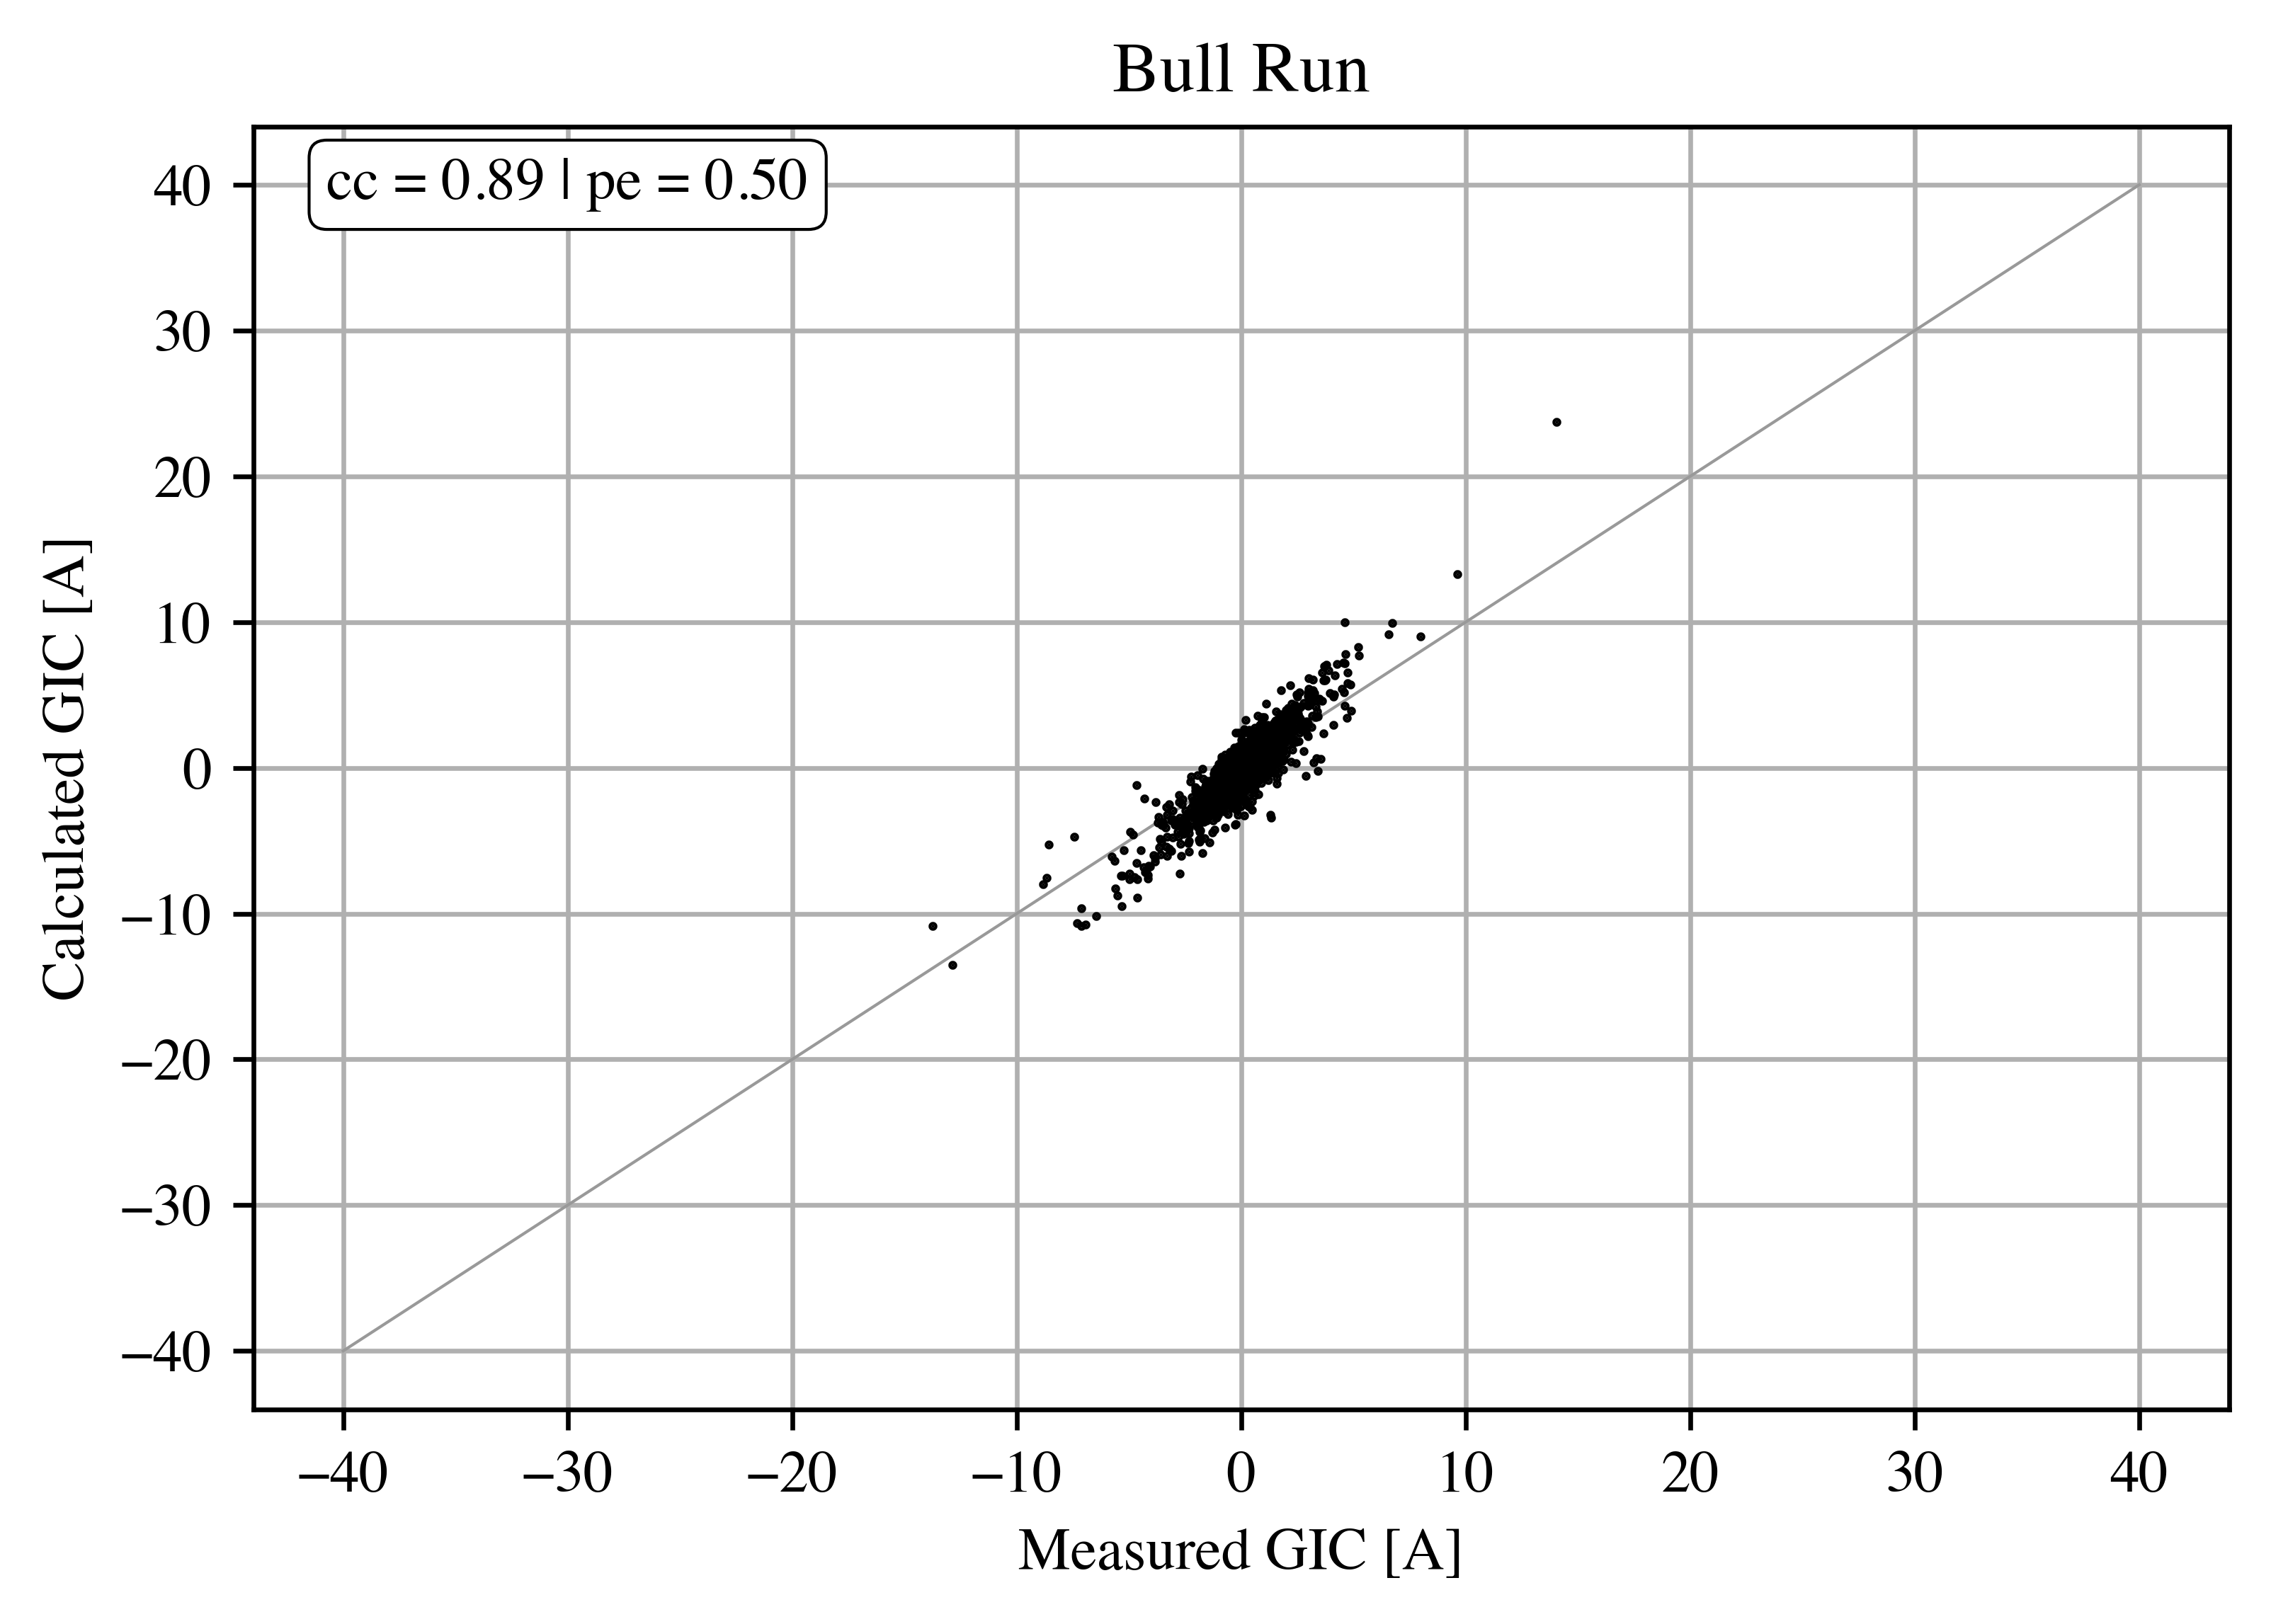 Bull Run
cc = 0.89 | pe = 0.50
40
30
20
10
0
−10
−20
−30
−40
Calculated GIC [A]
−40 −30 −20 −10 0 10 20 30 40
Measured GIC [A]